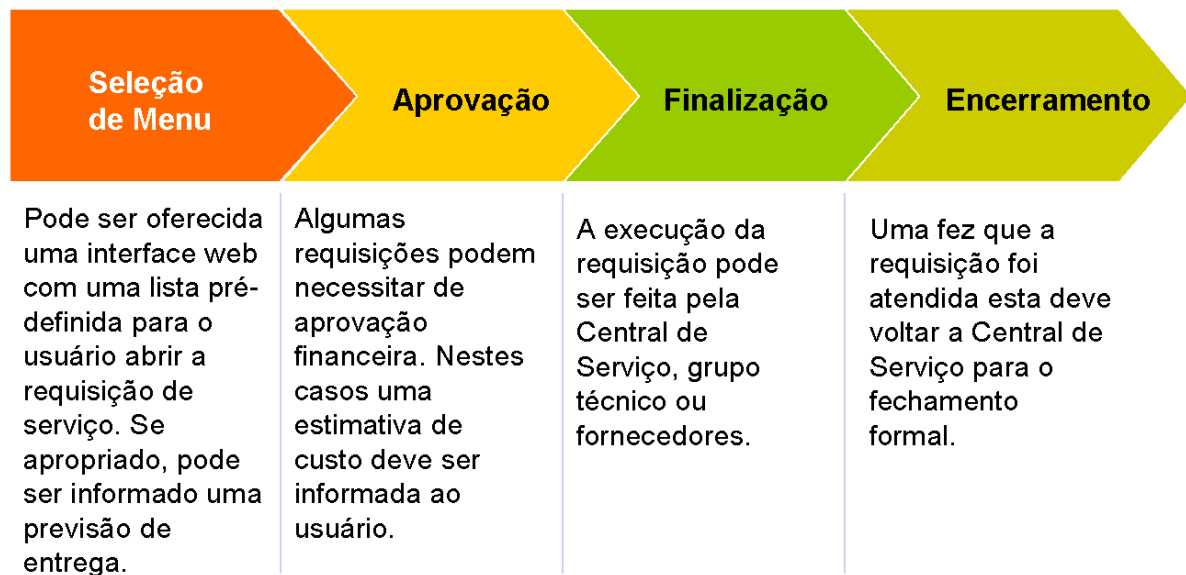 Seleção
de Menu
Aprovação
Finalização
Encerramento
Pode ser oferecida
uma interface web
com uma lista pré-
definida para o
usuário abrir a
requisição de
serviço. Se
apropriado, pode
ser informado uma
previsão de
entrega.
Algumas
requisições podem
necessitar de
aprovação
financeira. Nestes
casos uma
estimativa de
custo deve ser
informada ao
usuário.
A execução da
requisição pode
ser feita pela
Central de
Serviço, grupo
técnico ou
fornecedores.
Uma fez que a
requisição foi
atendida esta deve
voltar a Central de
Serviço para o
fechamento
formal.